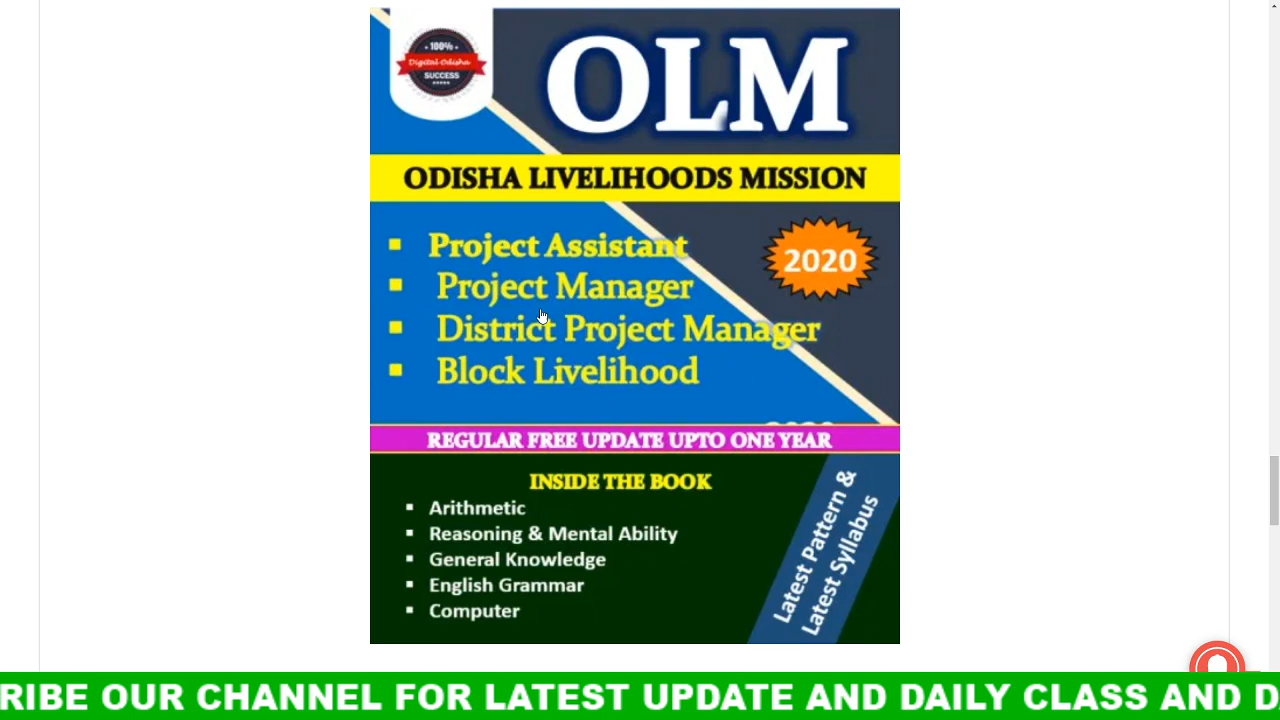 100%
Digital-Odisha
SUCCESS
OLM
ODISHA LIVELIHOODS MISSION
Project Assistant
2020
Project Manager
District Project Manager
Block Livelihood
REGULAR FREE UPDATE UPTO ONE YEAR
INSIDE THE BOOK
Arithmetic
Reasoning & Mental Ability
General Knowledge
English Grammar
Computer
Latest Pattern &
Latest Syllabus
RIBE OUR CHANNEL FOR LATEST UPDATE AND DAILY CLASS AND D